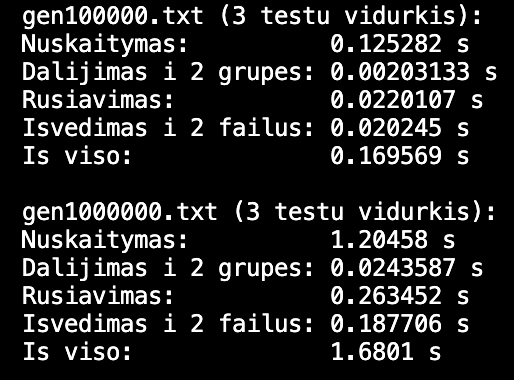 gen100000.txt (3 testu vidurkis):
Nuskaitymas: 0.125282 s
Dalijimas i 2 grupes: 0.00203133 s
Rusiavimas: 0.0220107 s
Isvedimas i 2 failus: 0.020245 s
Is viso: 0.169569 s
gen1000000.txt (3 testu vidurkis):
Nuskaitymas: 1.20458 s
Dalijimas i 2 grupes: 0.0243587 s
Rusiavimas: 0.263452 s
Isvedimas i 2 failus: 0.187706 s
Is viso: 1.6801 s